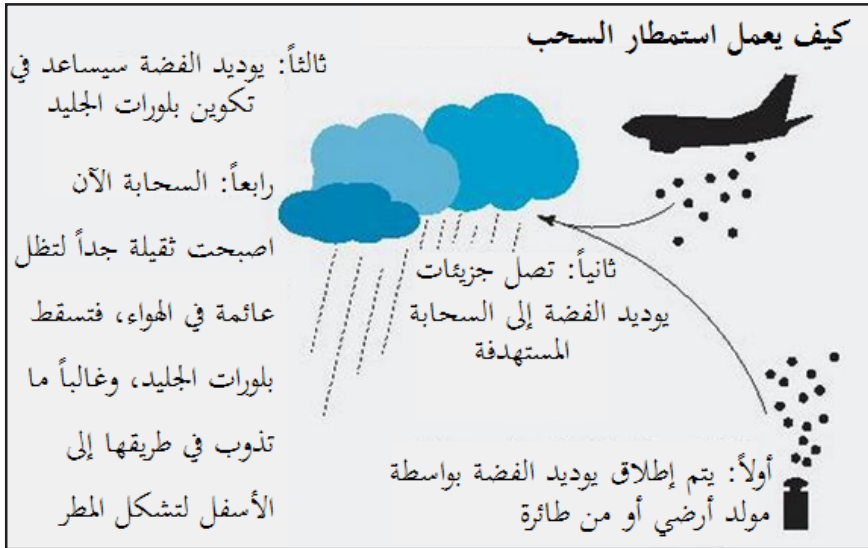 كيف يعمل استمطار السحب
أولاً: يتم إطلاق يوديد الفضة بواسطة
مولد أرضي أو من طائرة
ثانياً: تصل جزيئات
يوديد الفضة إلى السحابة
المستهدفة
ثالثاً: يوديد الفضة سيساعد في
تكوين بلورات الجليد
رابعاً: السحابة الآن
اصبحت ثقيلة جداً لتظل
عائمة في الهواء، فتسقط
بلورات الجليد، وغالباً ما
تذوب في طريقها إلى
الأسفل لتشكل المطر